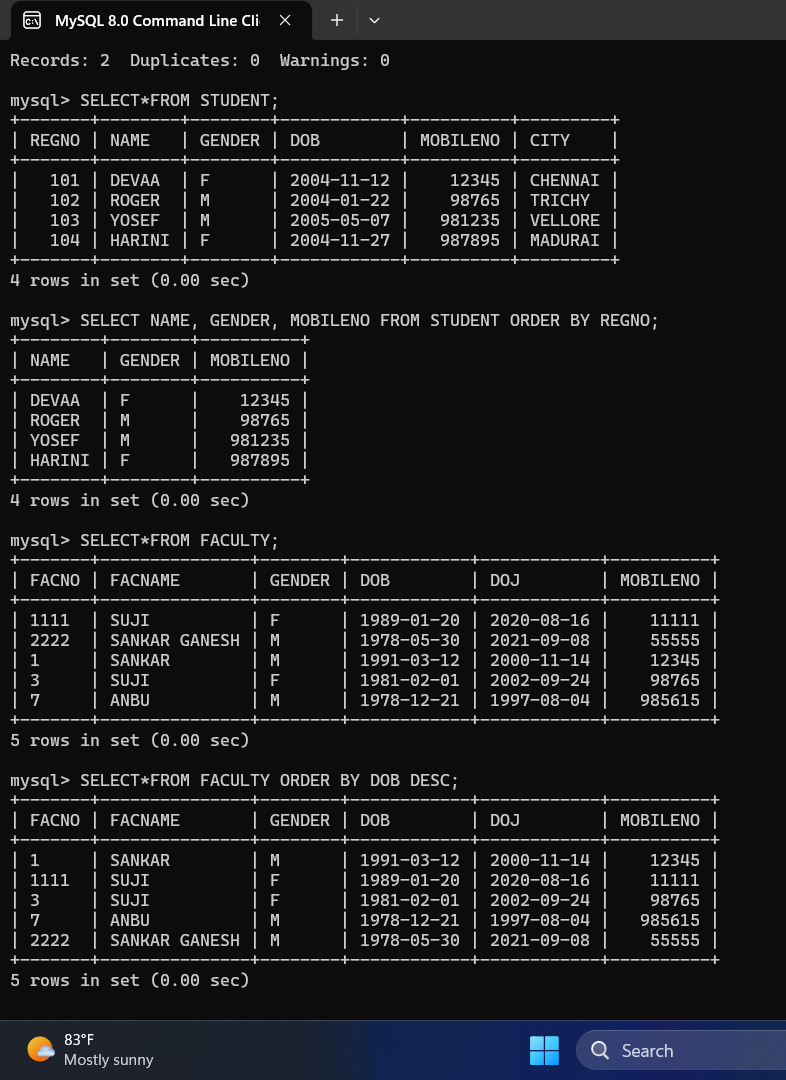 MySQL 8.0 Command Line Cli
Records: 2  Duplicates: 0  Warnings: 0
mysql> SELECT*FROM STUDENT;
+-------+--------+--------+------------+----------+---------+
| REGNO | NAME   | GENDER | DOB        | MOBILENO | CITY    |
+-------+--------+--------+------------+----------+---------+
|   101 | DEVAA  | F      | 2004-11-12 |    12345 | CHENNAI |
|   102 | ROGER  | M      | 2004-01-22 |    98765 | TRICHY  |
|   103 | YOSEF  | M      | 2005-05-07 |   981235 | VELLORE |
|   104 | HARINI | F      | 2004-11-27 |   987895 | MADURAI |
+-------+--------+--------+------------+----------+---------+
4 rows in set (0.00 sec)
mysql> SELECT NAME, GENDER, MOBILENO FROM STUDENT ORDER BY REGNO;
+--------+--------+----------+
| NAME   | GENDER | MOBILENO |
+--------+--------+----------+
| DEVAA  | F      |    12345 |
| ROGER  | M      |    98765 |
| YOSEF  | M      |   981235 |
| HARINI | F      |   987895 |
+--------+--------+----------+
4 rows in set (0.00 sec)
mysql> SELECT*FROM FACULTY;
+-------+---------------+--------+------------+------------+----------+
| FACNO | FACNAME       | GENDER | DOB        | DOJ        | MOBILENO |
+-------+---------------+--------+------------+------------+----------+
| 1111  | SUJI          | F      | 1989-01-20 | 2020-08-16 |    11111 |
| 2222  | SANKAR GANESH | M      | 1978-05-30 | 2021-09-08 |    55555 |
| 1     | SANKAR        | M      | 1991-03-12 | 2000-11-14 |    12345 |
| 3     | SUJI          | F      | 1981-02-01 | 2002-09-24 |    98765 |
| 7     | ANBU          | M      | 1978-12-21 | 1997-08-04 |   985615 |
+-------+---------------+--------+------------+------------+----------+
5 rows in set (0.00 sec)
mysql> SELECT*FROM FACULTY ORDER BY DOB DESC;
+-------+---------------+--------+------------+------------+----------+
| FACNO | FACNAME       | GENDER | DOB        | DOJ        | MOBILENO |
+-------+---------------+--------+------------+------------+----------+
| 1     | SANKAR        | M      | 1991-03-12 | 2000-11-14 |    12345 |
| 1111  | SUJI          | F      | 1989-01-20 | 2020-08-16 |    11111 |
| 3     | SUJI          | F      | 1981-02-01 | 2002-09-24 |    98765 |
| 7     | ANBU          | M      | 1978-12-21 | 1997-08-04 |   985615 |
| 2222  | SANKAR GANESH | M      | 1978-05-30 | 2021-09-08 |    55555 |
+-------+---------------+--------+------------+------------+----------+
5 rows in set (0.00 sec)
83°F
Mostly sunny
Search